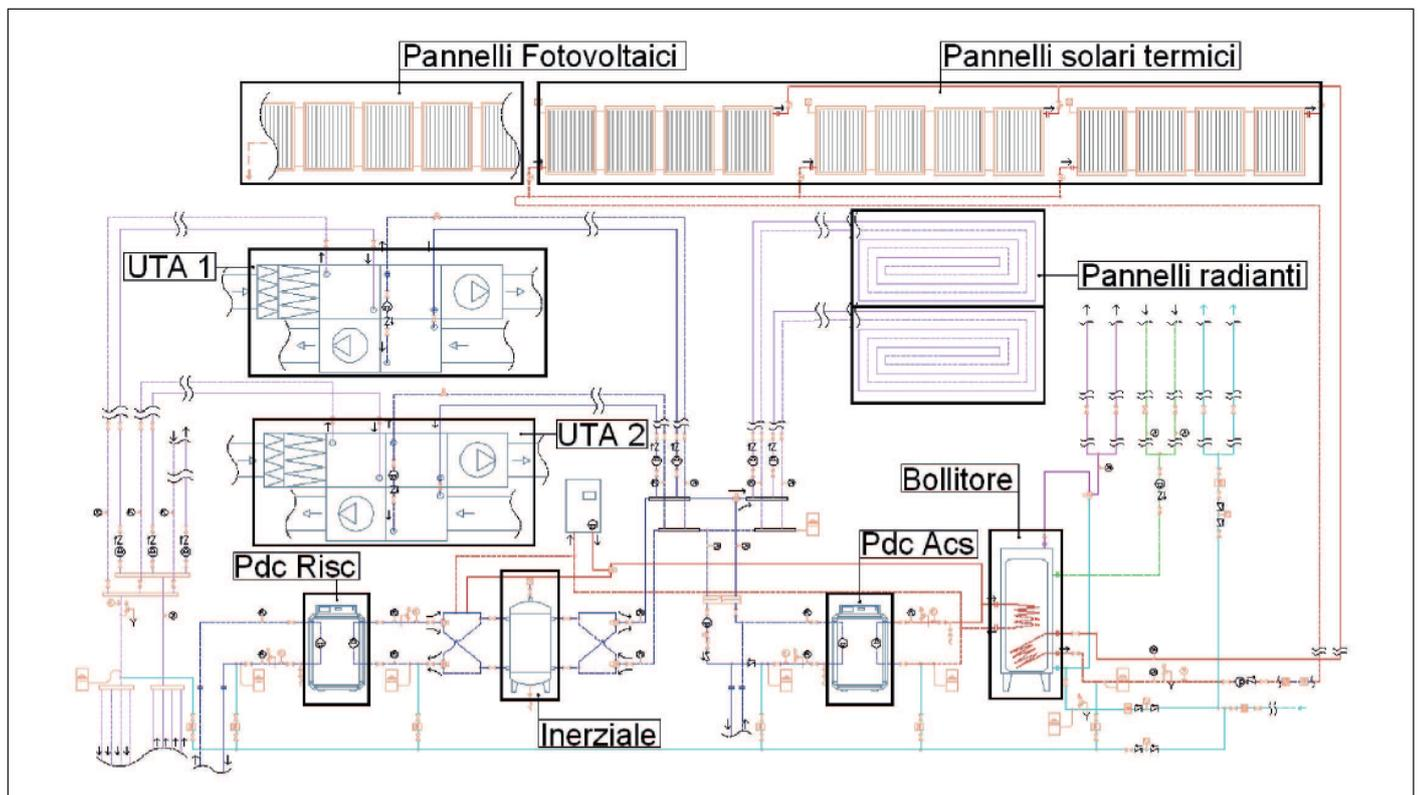 Pannelli Fotovoltaici
Pannelli solari termici
UTA 1
Pannelli radianti
UTA 2
Bollitore
Pdc Risc
Pdc Acs
Inerziale